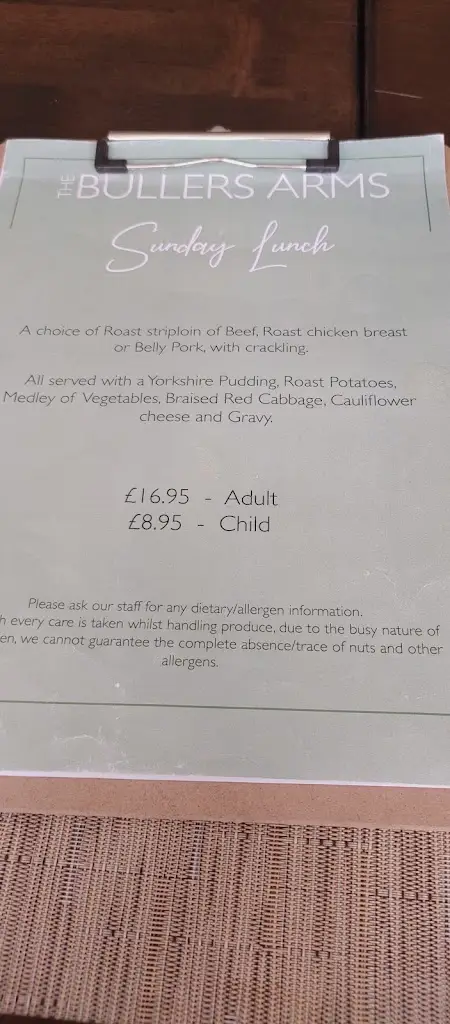 THE BULLERS ARMS
Sunday Lunch
A choice of Roast striploin of Beef, Roast chicken breast
or Belly Pork, with crackling.
All served with a Yorkshire Pudding, Roast Potatoes,
Medley of Vegetables, Braised Red Cabbage, Cauliflower
cheese and Gravy.
£16.95 - Adult
£8.95 - Child
Please ask our staff for any dietary/allergen information.
every care is taken whilst handling produce, due to the busy nature of
we cannot guarantee the complete absence/trace of nuts and other
allergens.